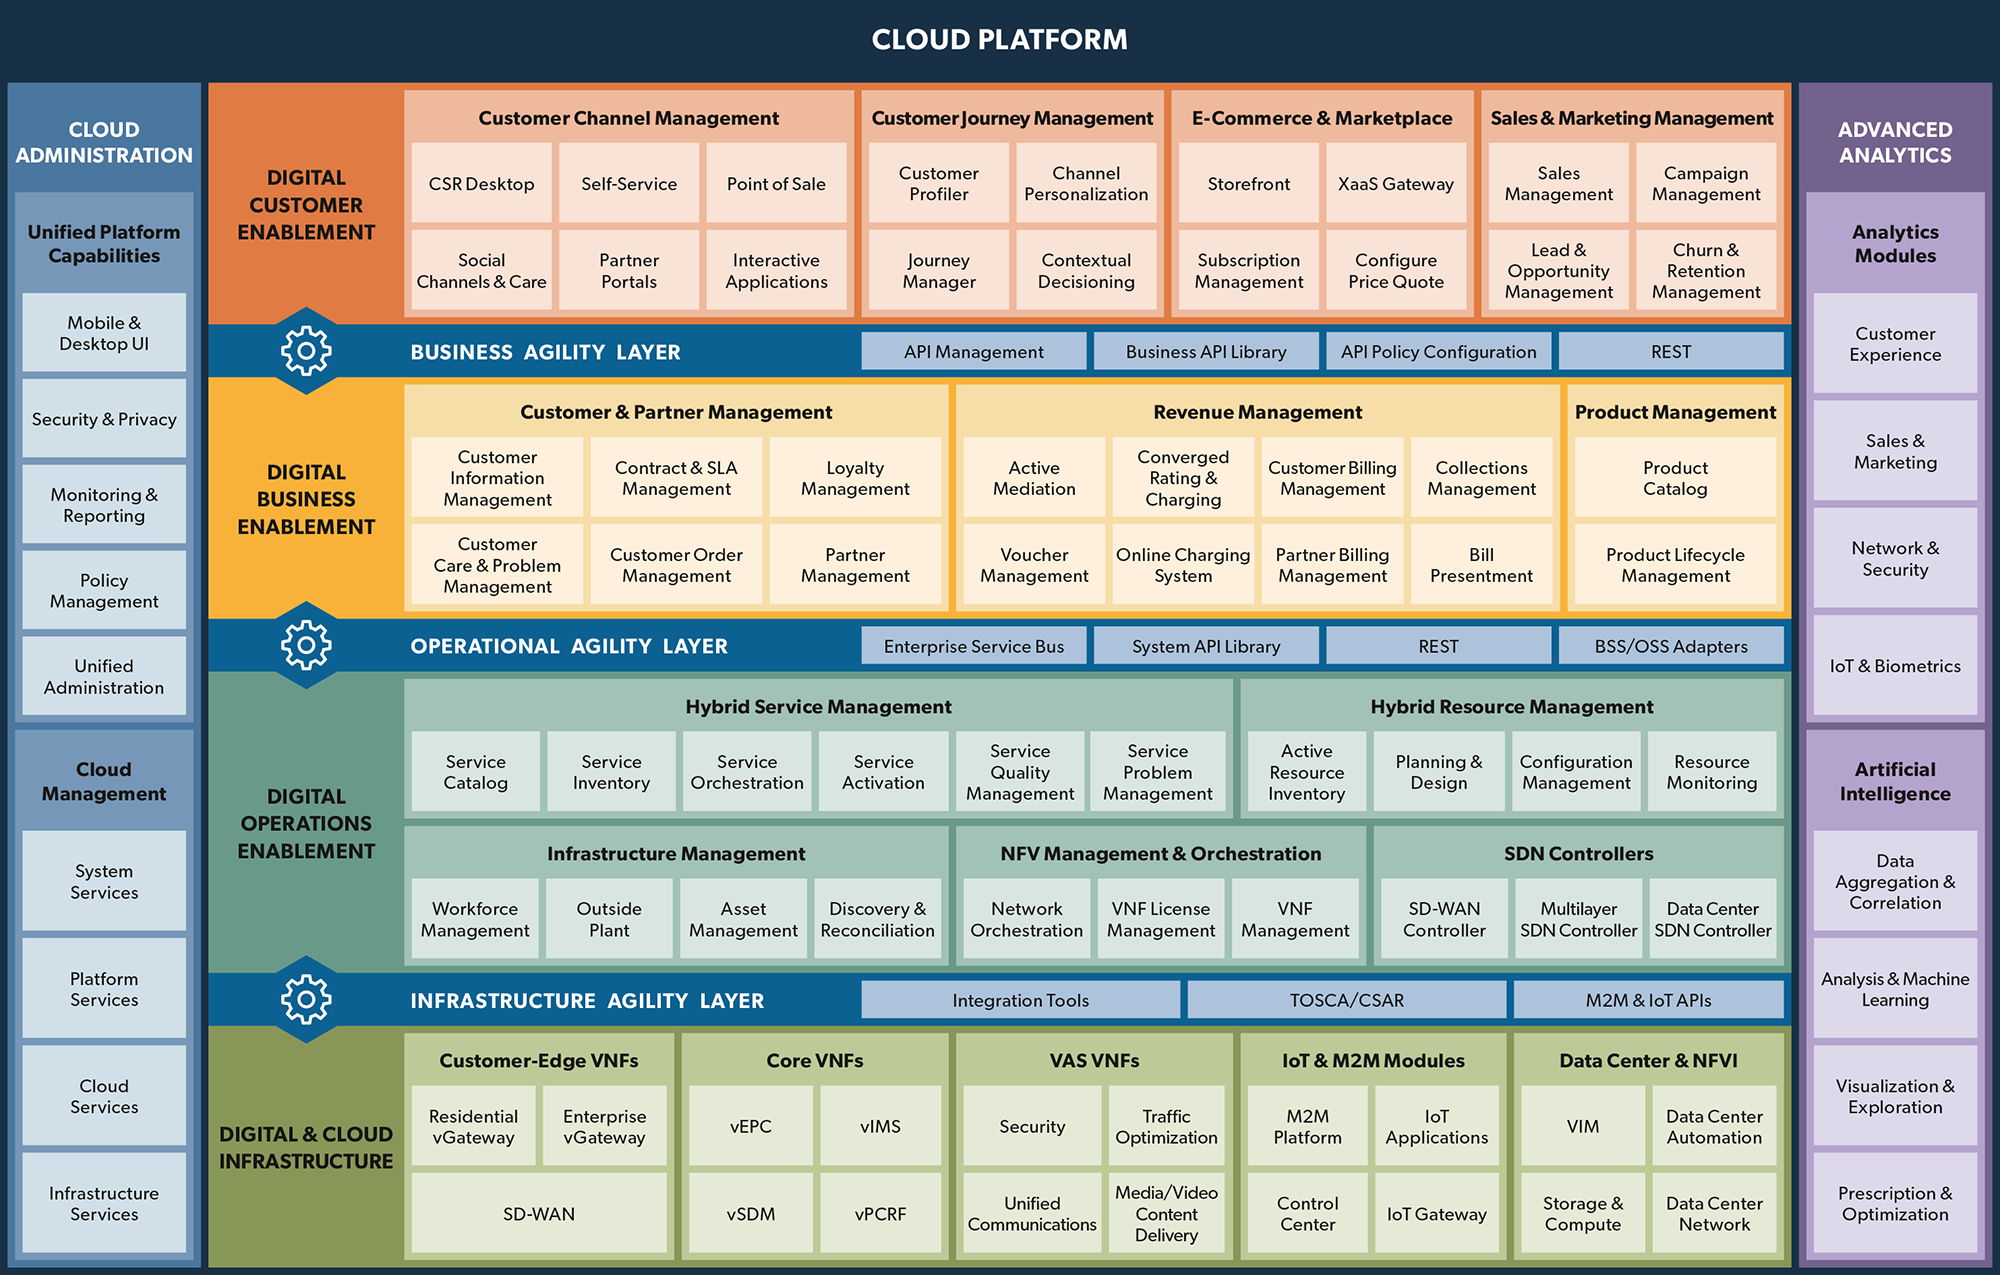 CLOUD PLATFORM
CLOUD
ADMINISTRATION
Unified Platform
Capabilities
Mobile &
Desktop UI
Security & Privacy
Monitoring &
Reporting
Policy
Management
Unified
Administration
Cloud
Management
System
Services
Platform
Services
Cloud
Services
Infrastructure
Services
DIGITAL
CUSTOMER
ENABLEMENT
Customer Channel Management
CSR Desktop
Self-Service
Point of Sale
Social
Channels & Care
Partner
Portals
Interactive
Applications
Customer Journey Management
Customer
Profiler
Channel
Personalization
Journey
Manager
Contextual
Decisioning
E-Commerce & Marketplace
Storefront
XaaS Gateway
Subscription
Management
Configure
Price Quote
Sales & Marketing Management
Sales
Management
Campaign
Management
Lead &
Opportunity
Management
Churn &
Retention
Management
BUSINESS AGILITY LAYER
API Management
Business API Library
API Policy Configuration
REST
DIGITAL
BUSINESS
ENABLEMENT
Customer & Partner Management
Customer
Information
Management
Contract & SLA
Management
Loyalty
Management
Customer
Care & Problem
Management
Customer Order
Management
Partner
Management
Revenue Management
Active
Mediation
Converged
Rating &
Charging
Customer Billing
Management
Collections
Management
Voucher
Management
Online Charging
System
Partner Billing
Management
Bill
Presentment
Product Management
Product
Catalog
Product Lifecycle
Management
OPERATIONAL AGILITY LAYER
Enterprise Service Bus
System API Library
REST
BSS/OSS Adapters
DIGITAL
OPERATIONS
ENABLEMENT
Hybrid Service Management
Service
Catalog
Service
Inventory
Service
Orchestration
Service
Activation
Service
Quality
Management
Service
Problem
Management
Hybrid Resource Management
Active
Resource
Inventory
Planning &
Design
Configuration
Management
Resource
Monitoring
Infrastructure Management
Workforce
Management
Outside
Plant
Asset
Management
Discovery &
Reconciliation
NFV Management & Orchestration
Network
Orchestration
VNF License
Management
VNF
Management
SDN Controllers
SD-WAN
Controller
Multilayer
SDN Controller
Data Center
SDN Controller
INFRASTRUCTURE AGILITY LAYER
Integration Tools
TOSCA/CSAR
M2M & IoT APIs
DIGITAL & CLOUD
INFRASTRUCTURE
Customer-Edge VNFs
Residential
vGateway
Enterprise
vGateway
SD-WAN
Core VNFs
vEPC
vIMS
vSDM
vPCRF
VAS VNFs
Security
Traffic
Optimization
Unified
Communications
Media/Video
Content
Delivery
IoT & M2M Modules
M2M
Platform
IoT
Applications
Control
Center
IoT Gateway
Data Center & NFVI
VIM
Data Center
Automation
Storage &
Compute
Data Center
Network
ADVANCED
ANALYTICS
Analytics
Modules
Customer
Experience
Sales &
Marketing
Network &
Security
IoT & Biometrics
Artificial
Intelligence
Data
Aggregation &
Correlation
Analysis & Machine
Learning
Visualization &
Exploration
Prescription &
Optimization